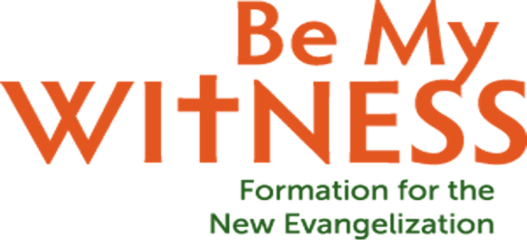 Be My
WITNESS
Formation for the
New Evangelization